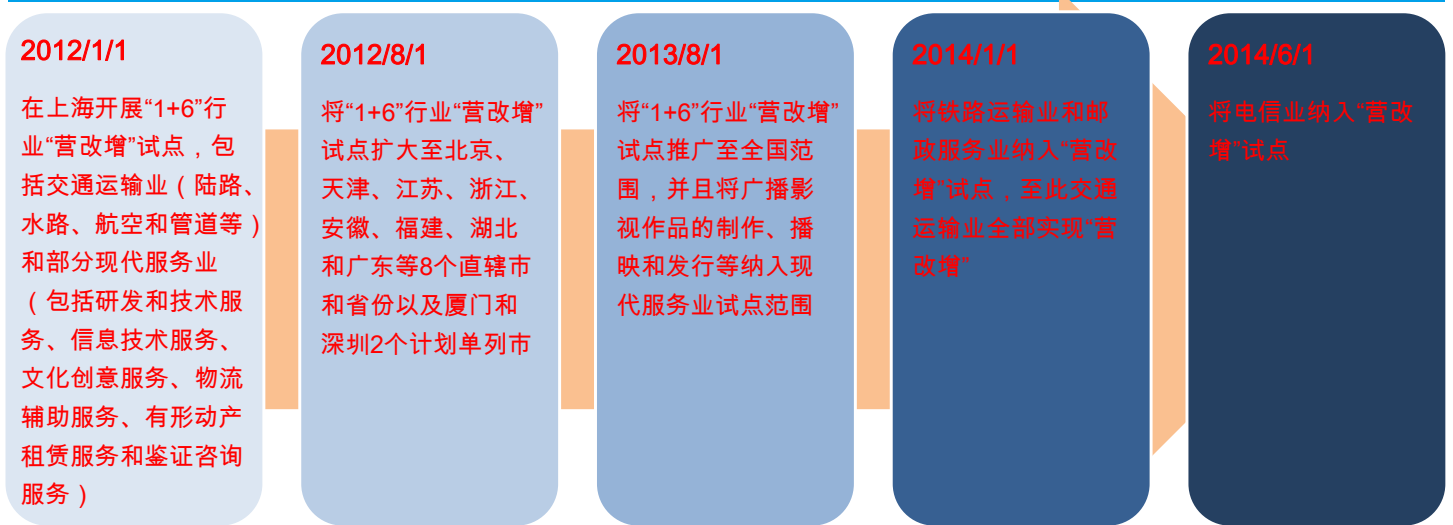 2012/1/1
在上海开展“1+6”行
业“营改增”试点，包
括交通运输业（陆路、
水路、航空和管道等）
和部分现代服务业
（包括研发和技术服
务、信息技术服务、
文化创意服务、物流
辅助服务、有形动产
租赁服务和鉴证咨询
服务）
2012/8/1
将“1+6”行业“营改增”
试点扩大至北京、
天津、江苏、浙江、
安徽、福建、湖北
和广东等8个直辖市
和省份以及厦门和
深圳2个计划单列市
2013/8/1
将“1+6”行业“营改增”
试点推广至全国范
围，并且将广播影
视作品的制作、播
映和发行等纳入现
代服务业试点范围
2014/1/1
将铁路运输业和邮
政服务业纳入“营改
增”试点，至此交通
运输业全部实现“营
改增”
2014/6/1
将电信业纳入“营改
增”试点